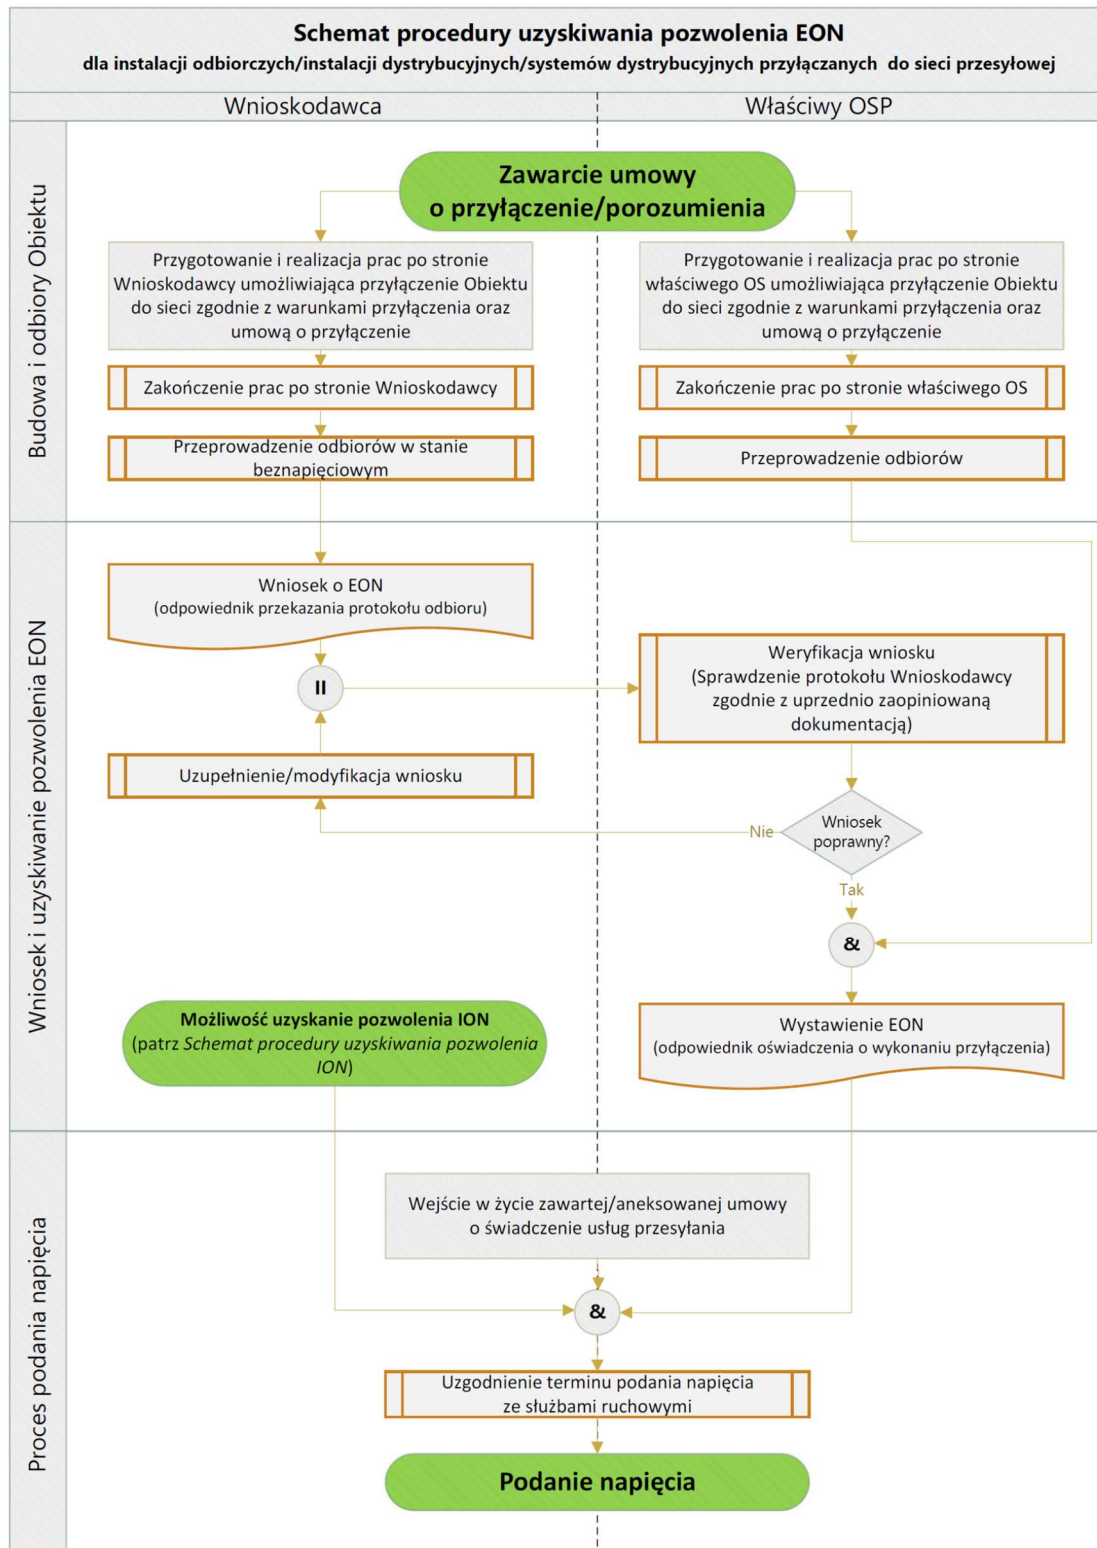 Schemat procedury uzyskiwania pozwolenia EON
dla instalacji odbiorczych/instalacji dystrybucyjnych/systemów dystrybucyjnych przyłączanych do sieci przesyłowej
Wnioskodawca
Właściwy OSP
Budowa i odbiory Obiektu
Zawarcie umowy
o przyłączenie/porozumienia
Przygotowanie i realizacja prac po stronie
Wnioskodawcy umożliwiająca przyłączenie Obiektu
do sieci zgodnie z warunkami przyłączenia oraz
umową o przyłączenie
Przygotowanie i realizacja prac po stronie
właściwego OS umożliwiająca przyłączenie Obiektu
do sieci zgodnie z warunkami przyłączenia oraz
umową o przyłączenie
Zakończenie prac po stronie Wnioskodawcy
Zakończenie prac po stronie właściwego OS
Przeprowadzenie odbiorów w stanie
beznapięciowym
Przeprowadzenie odbiorów
Wniosek i uzyskiwanie pozwolenia EON
Wniosek o EON
(odpowiednik przekazania protokołu odbioru)
II
Weryfikacja wniosku
(Sprawdzenie protokołu Wnioskodawcy
zgodnie z uprzednio zaopiniowaną
dokumentacją)
Uzupełnienie/modyfikacja wniosku
Nie
Wniosek
poprawny?
Tak
&
Możliwość uzyskanie pozwolenia ION
(patrz Schemat procedury uzyskiwania pozwolenia
ION)
Wystawienie EON
(odpowiednik oświadczenia o wykonaniu przyłączenia)
Proces podania napięcia
Wejście w życie zawartej/aneksowanej umowy
o świadczenie usług przesyłania
&
Uzgodnienie terminu podania napięcia
ze służbami ruchowymi
Podanie napięcia